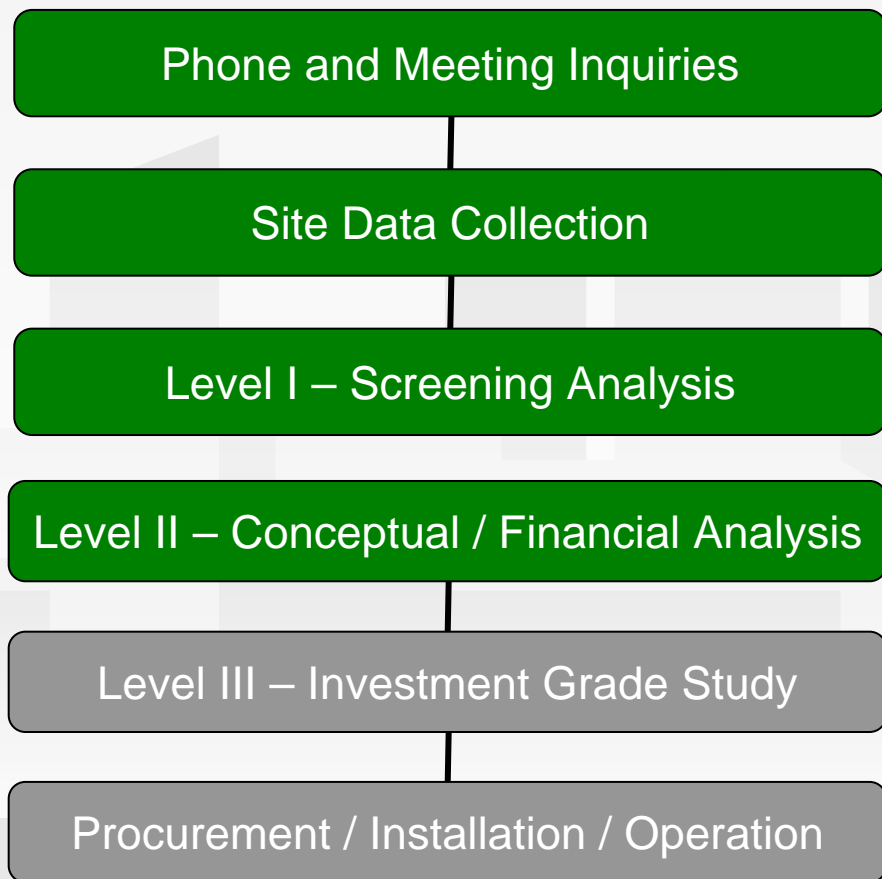 Phone and Meeting Inquiries
Site Data Collection
Level I – Screening Analysis
Level II – Conceptual / Financial Analysis
Level III – Investment Grade Study
Procurement / Installation / Operation